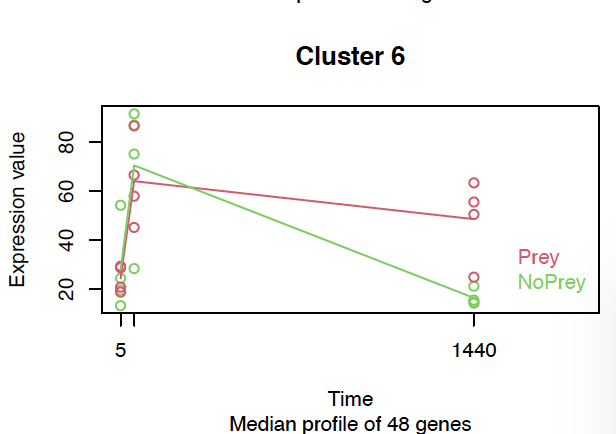 Cluster 6
Expression value
80
60
40
20
Prey
NoPrey
5
1440
Time
Median profile of 48 genes